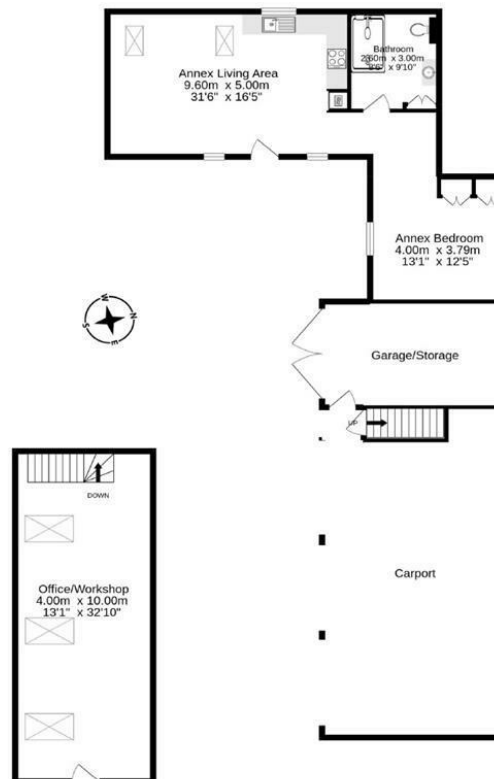 Annex Living Area
9.60m x 5.00m
31'6" x 16'5"
Bathroom
2.60m x 3.00m
8'6" x 9'10"
Annex Bedroom
4.00m x 3.79m
13'1" x 12'5"
W
N
S
E
Garage/Storage
UP
DOWN
Office/Workshop
4.00m x 10.00m
13'1" x 32'10"
Carport